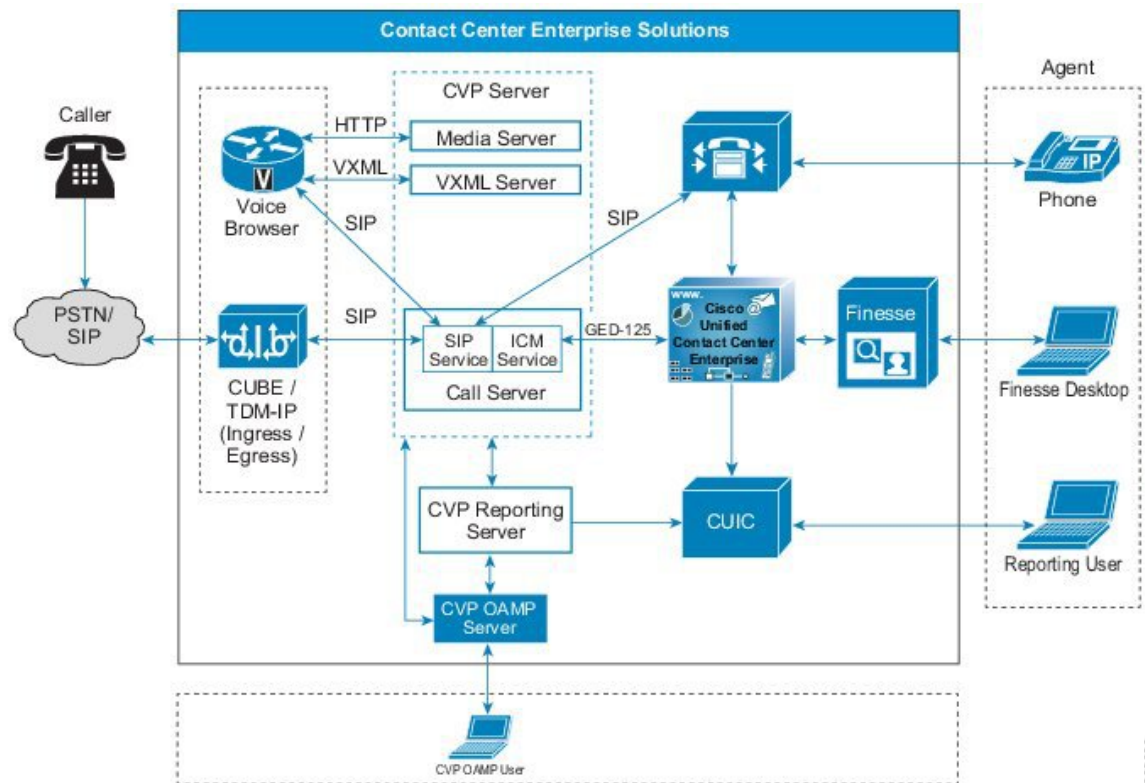 Contact Center Enterprise Solutions
Caller
PSTN/
SIP
Voice
Browser
CUBE /
TDM-IP
(Ingress /
Egress)
V
HTTP
VXML
SIP
SIP
CVP Server
Media Server
VXML Server
SIP
Service
ICM
Service
Call Server
SIP
GED-125
www.
Cisco
Unified
Contact Center
Enterprise
@
Finesse
CVP Reporting
Server
CUIC
CVP OAMP
Server
CVP OAMP User
Agent
IP
Phone
Finesse Desktop
Reporting User